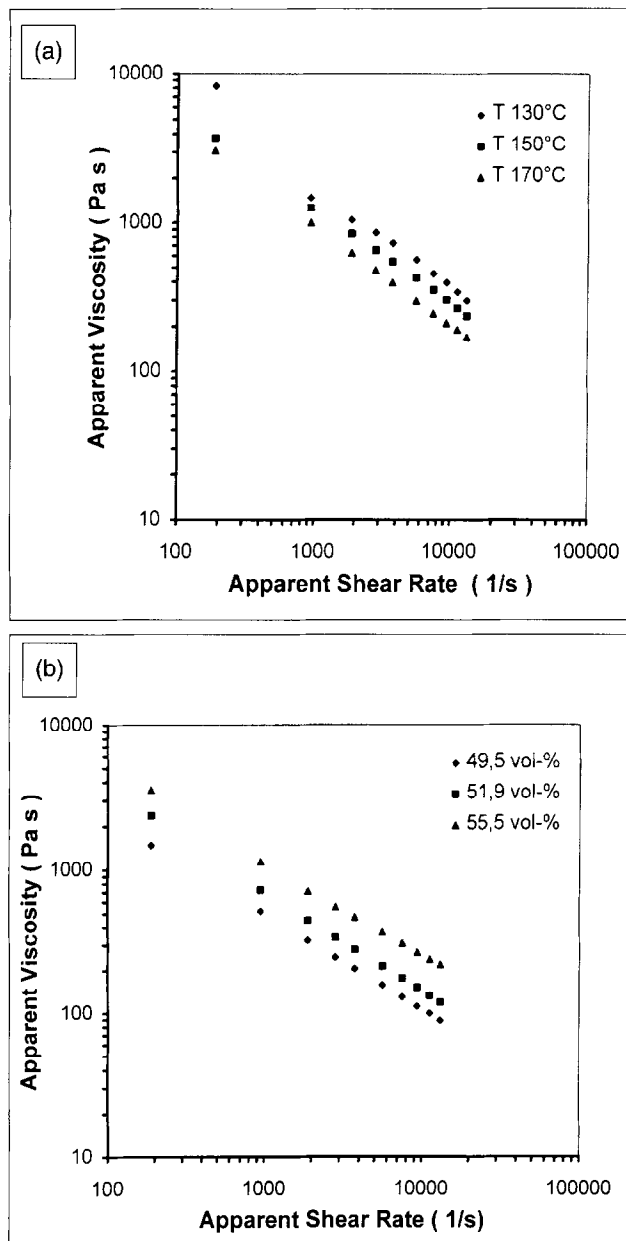 (a)
10000
1000
100
10
Apparent Viscosity ( Pa s )
T 130°C
T 150°C
T 170°C
100 1000 10000 100000
Apparent Shear Rate ( 1/s )
(b)
10000
1000
100
10
Apparent Viscosity ( Pa s )
49,5 vol-%
51,9 vol-%
55,5 vol-%
100 1000 10000 100000
Apparent Shear Rate ( 1/s)